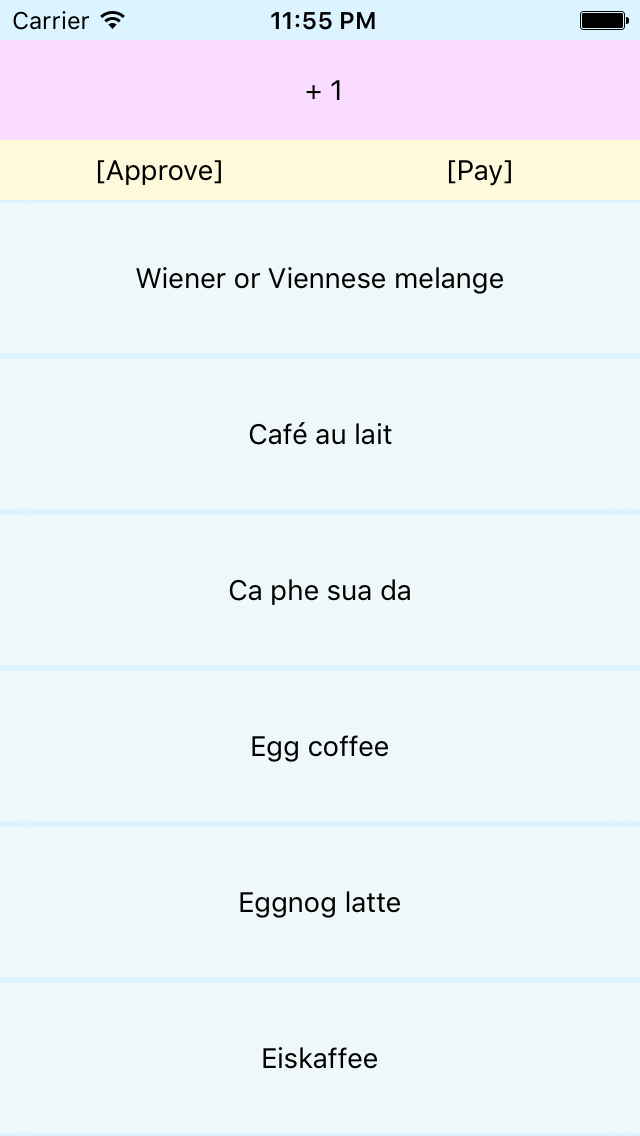 Carrier 11:55 PM
+ 1
[Approve] [Pay]
Wiener or Viennese melange
Café au lait
Ca phe sua da
Egg coffee
Eggnog latte
Eiskaffee